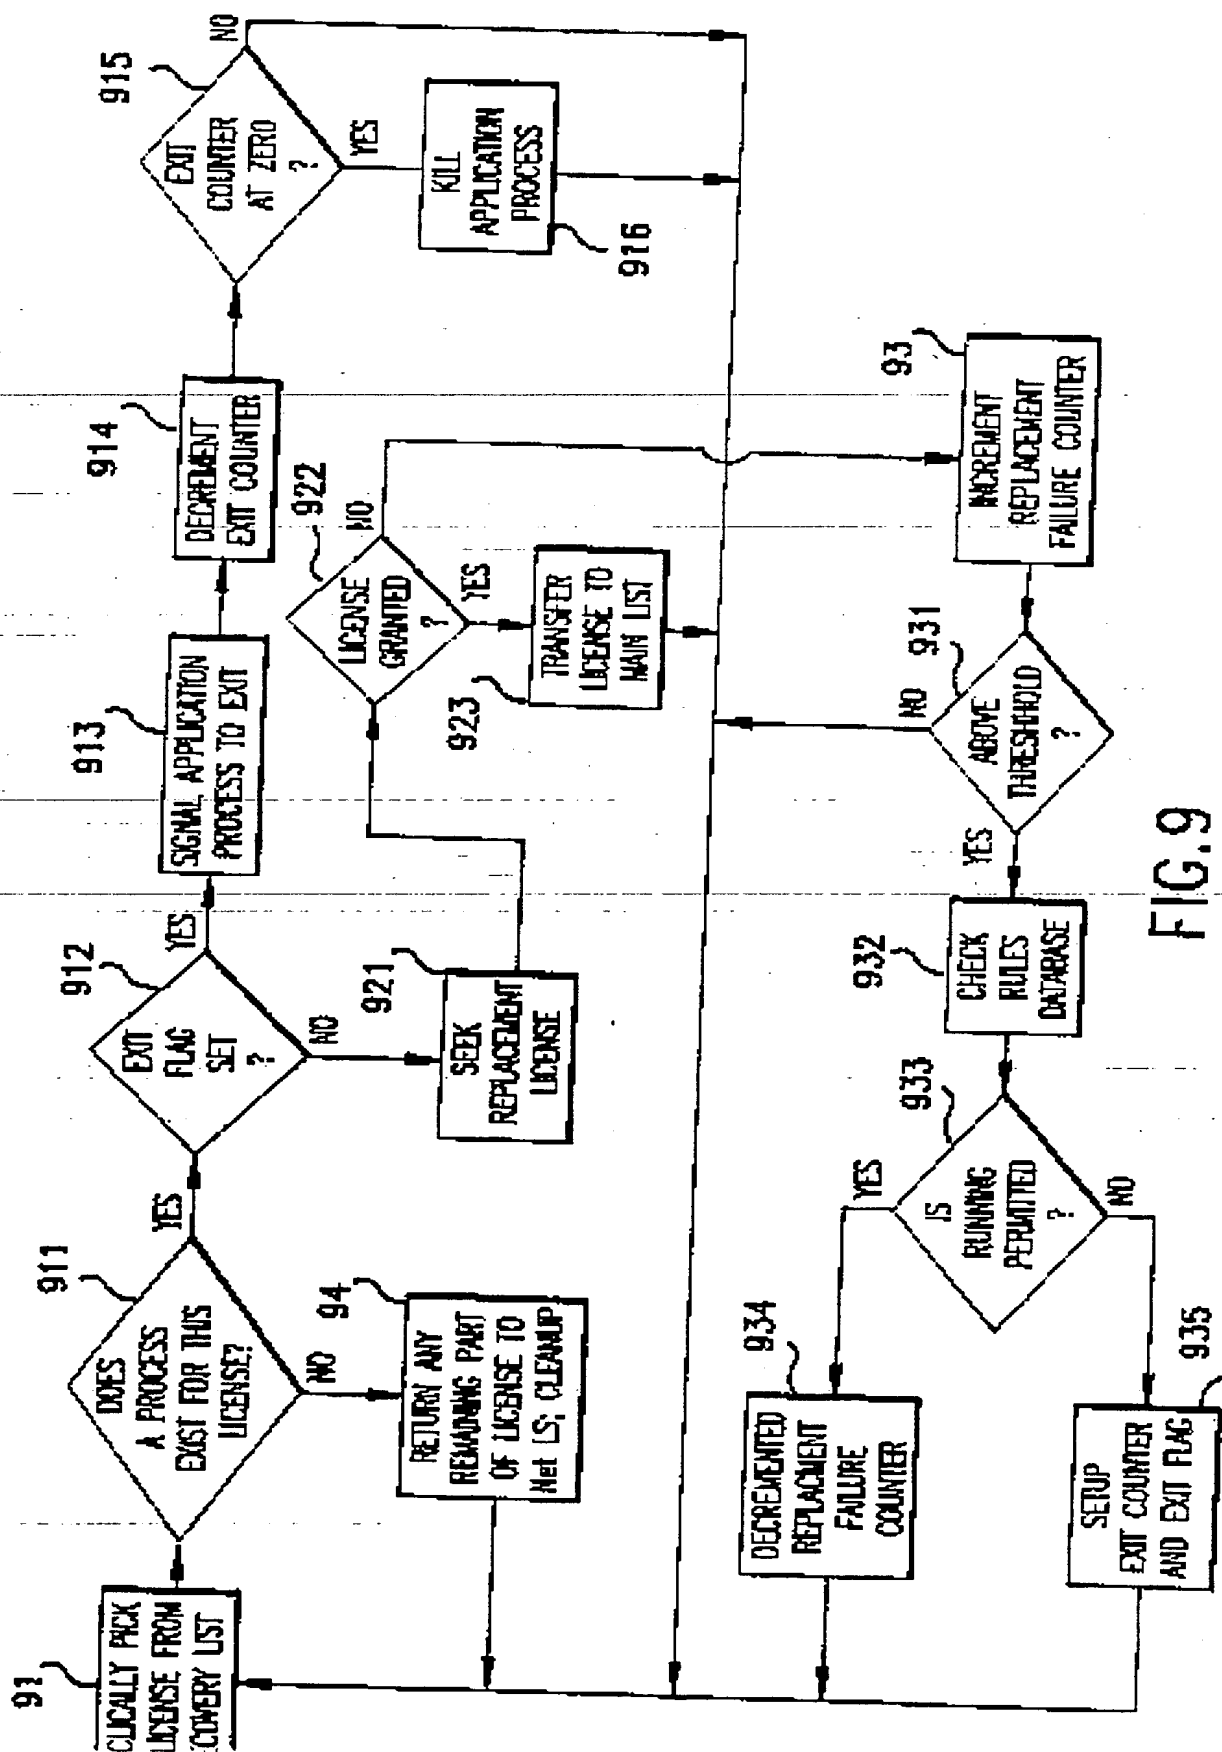 91
CLICALLY PICK
LICENSE FROM
COVERY LIST
911
DOES
A PROCESS
EXIST FOR THIS
LICENSE?
YES
NO
94
RETURN ANY
REMAINING PART
OF LICENSE TO
Net LS; CLEANUP
912
EXIT
FLAG
SET
?
YES
NO
913
SIGNAL APPLICATION
PROCESS TO EXIT
914
DECREMENT
EXIT COUNTER
915
EXIT
COUNTER
AT ZERO
?
NO
YES
KILL
APPLICATION
PROCESS
916
921
SEEK
REPLACEMENT
LICENSE
922
LICENSE
GRANTED
?
NO
YES
TRANSFER
LICENSE TO
MAIN LIST
923
93
INCREMENT
REPLACEMENT
FAILURE COUNTER
931
ABOVE
THRESHHOLD
?
NO
YES
932
CHECK
RULES
DATABASE
933
IS
RUNNING
PERMITTED
?
YES
NO
934
DECREMENTED
REPLACMENT
FAILURE
COUNTER
935
SETUP
EXIT COUNTER
AND EXIT FLAG
FIG.9